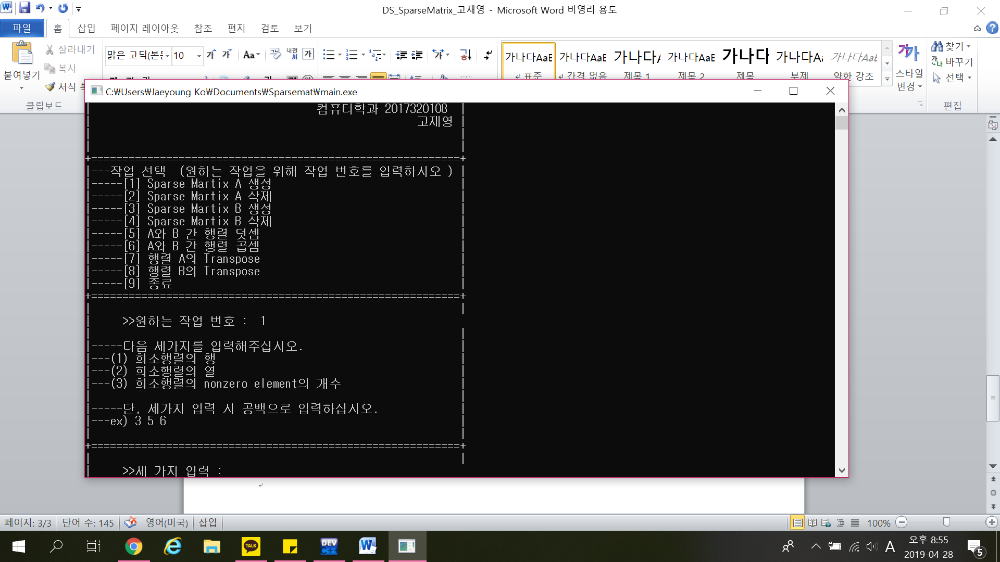 DS_SparseMatrix_고재영 - Microsoft Word 비영리 용도
파일 홈 삽입 페이지 레이아웃 참조 편지 검토 보기
맑은 고딕(본문 10
잘라내기
복사
붙여넣기
서식 복
클립보드
가나다AaB 가나다AaB 가나다A 가나다AaB 가나다 가나다Aa 가나다AaB
표준 간격 없음 제목 1 제목 2 제목 부제 약한 강조
스타일 변경
찾기
바꾸기
선택
편집
C:₩Users₩Jaeyoung Ko₩Documents₩Sparsemat₩main.exe
| 컴퓨터학과 2017320108 |
| 고재영 |
| |
| |
+===========================================================+
|---작업 선택 (원하는 작업을 위해 작업 번호를 입력하시오 ) |
|-----[1] Sparse Martix A 생성 |
|-----[2] Sparse Martix A 삭제 |
|-----[3] Sparse Martix B 생성 |
|-----[4] Sparse Martix B 삭제 |
|-----[5] A와 B 간 행렬 덧셈 |
|-----[6] A와 B 간 행렬 곱셈 |
|-----[7] 행렬 A의 Transpose |
|-----[8] 행렬 B의 Transpose |
|-----[9] 종료 |
+===========================================================+
| |
| >>원하는 작업 번호 : 1
| |
|-----다음 세가지를 입력해주십시오. |
|---(1) 희소행렬의 행 |
|---(2) 희소행렬의 열 |
|---(3) 희소행렬의 nonzero element의 개수 |
| |
|-----단, 세가지 입력 시 공백으로 입력하십시오. |
|---ex) 3 5 6 |
| |
+===========================================================+
| |
| >>세 가지 입력 :
페이지: 3/3 단어 수: 145 영어(미국) 삽입 100%
TALK
DEV C++
A
오후 8:55
2019-04-28
5